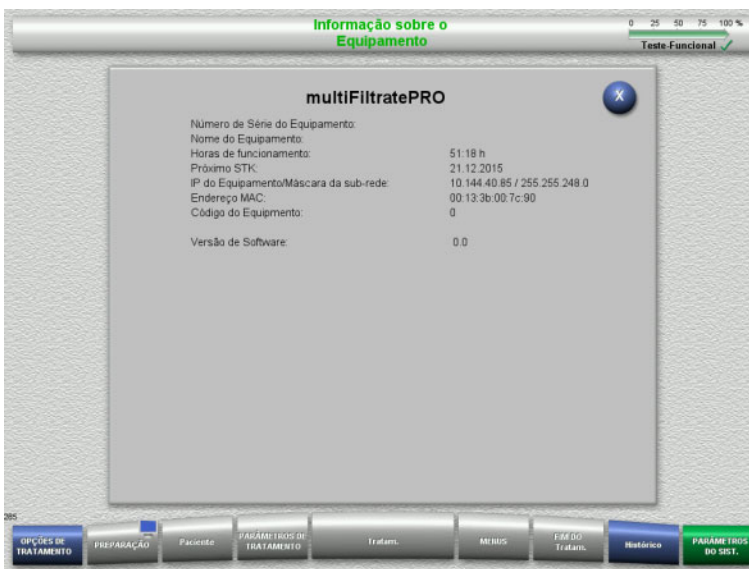 Informação sobre o
Equipamento
0 25 50 75 100 %
Teste-Funcional
multiFiltratePRO
X
Número de Série do Equipamento:
Nome do Equipamento:
Horas de funcionamento: 51:18 h
Próximo STK: 21.12.2015
IP do Equipamento/Máscara da sub-rede: 10.144.40.85 / 255.255.248.0
Endereço MAC: 00:13:3b:00:7c:90
Código do Equipmento: 0
Versão de Software: 0.0
265
OPÇÕES DE
TRATAMENTO
PREPARAÇÃO
Paciente
PARÂMETROS DE
TRATAMENTO
Tratam.
MENUS
FIM DO
Tratam.
Histórico
PARÂMETROS
DO SIST.